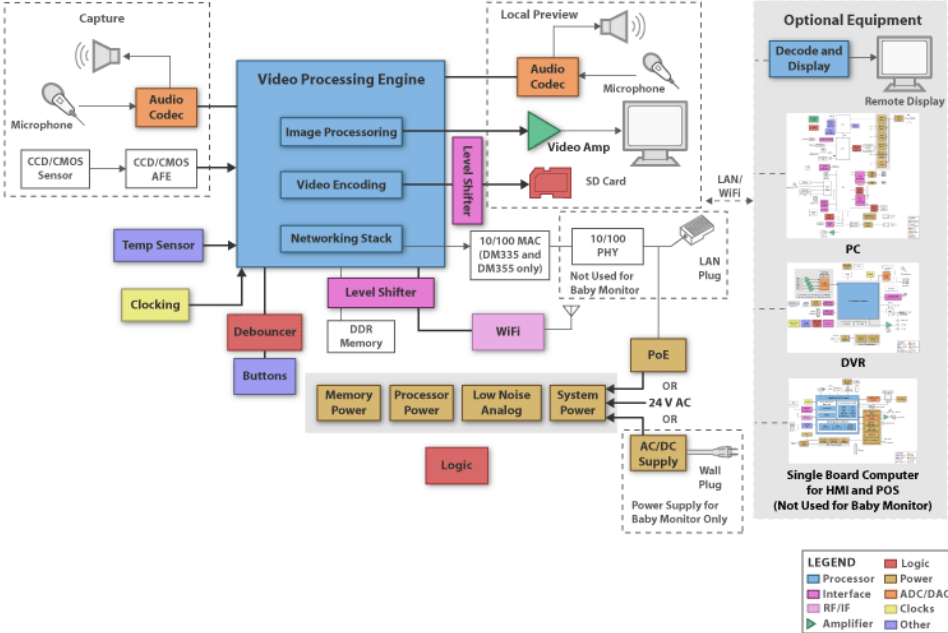 Capture
Microphone
Audio
Codec
CCD/CMOS
Sensor
CCD/CMOS
AFE
Video Processing Engine
Image Processoring
Video Encoding
Networking Stack
Local Preview
Audio
Codec
Microphone
Video Amp
Level Shifter
SD Card
LAN/
WiFi
Temp Sensor
Clocking
Debouncer
Buttons
Level Shifter
DDR
Memory
10/100 MAC
(DM335 and
DM355 only)
10/100
PHY
Not Used for
Baby Monitor
LAN
Plug
WiFi
PoE
OR
24 V AC
OR
Memory
Power
Processor
Power
Low Noise
Analog
System
Power
AC/DC
Supply
Wall
Plug
Power Supply for
Baby Monitor Only
Logic
Optional Equipment
Decode and
Display
Remote Display
PC
DVR
Single Board Computer
for HMI and POS
(Not Used for Baby Monitor)
LEGEND
Processor
Interface
RF/IF
Amplifier
Logic
Power
ADC/DAC
Clocks
Other